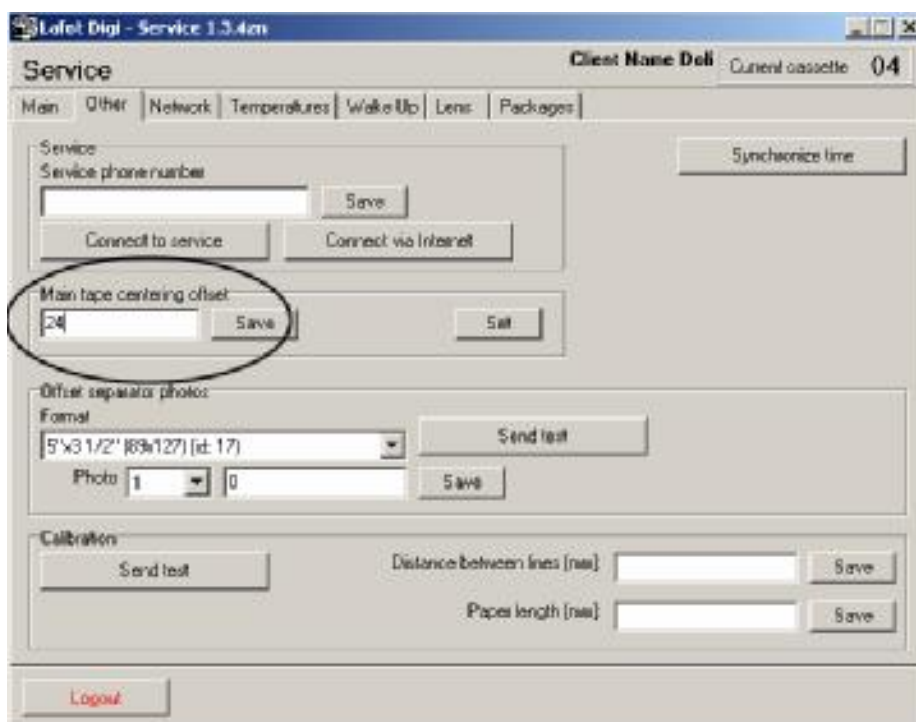 Lafot Digi - Service 1.3.4zn
Service
Client Name Doli
Current cassette 04
Main Other Network Temperatures Wake Up Lens Packages
Service
Synchronize time
Service phone number
Save
Connect to service Connect via Internet
Main tape centering offset
24 Save Set
Offset separator photos
Format
5"x3 1/2" (89x127) (id: 17) Send test
Photo 1 0 Save
Calibration
Send test Distance between lines [mm] Save
Paper length [mm] Save
Logout